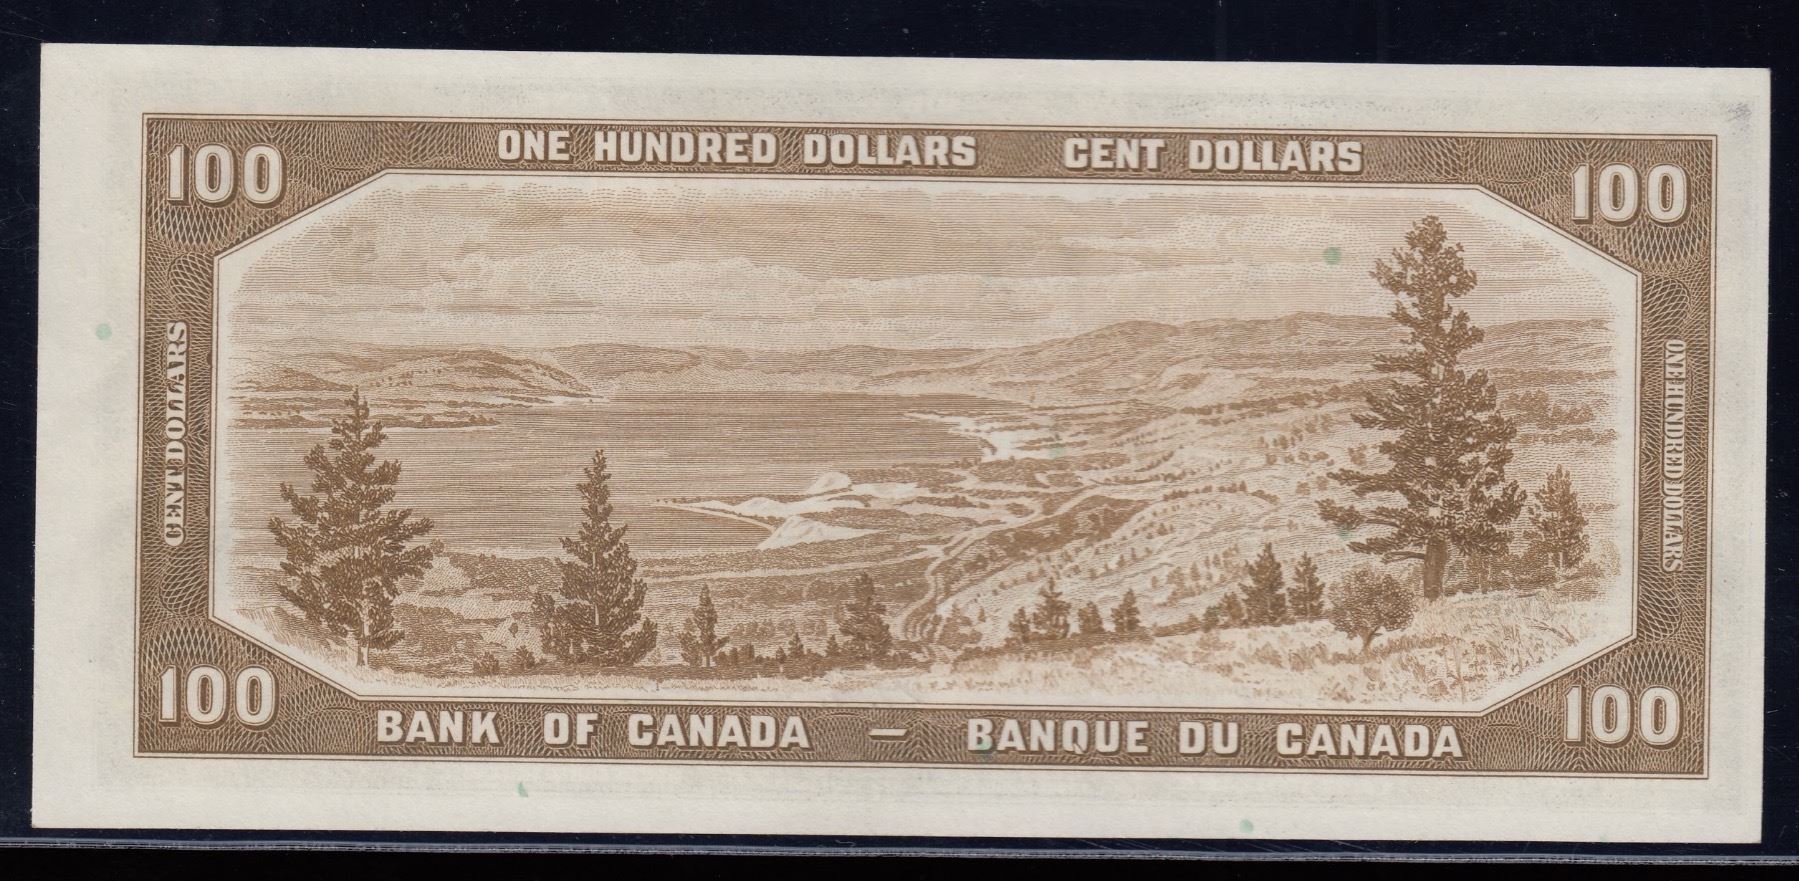 ONE HUNDRED DOLLARS CENT DOLLARS
100 100
CENT DOLLARS
ONE HUNDRED DOLLARS
100 100
BANK OF CANADA — BANQUE DU CANADA